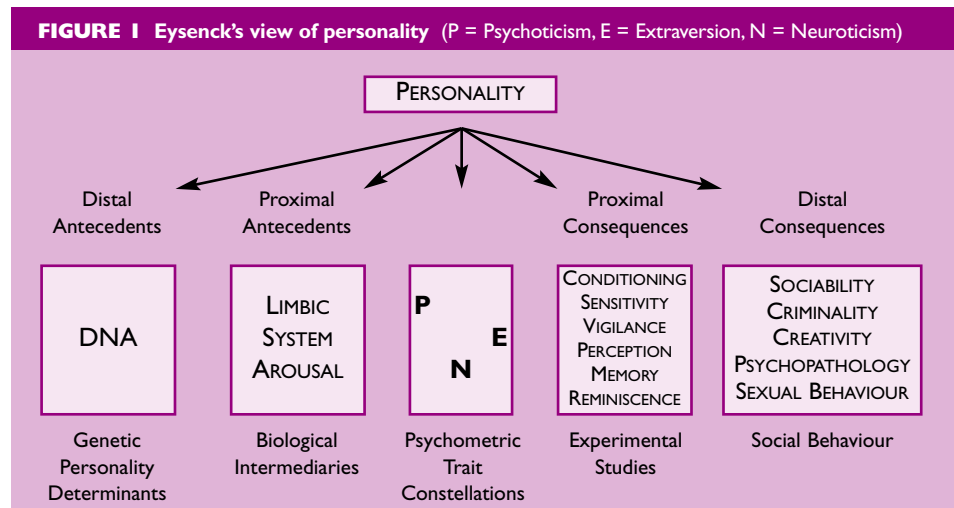 FIGURE 1 Eysenck's view of personality (P = Psychoticism, E = Extraversion, N = Neuroticism)
PERSONALITY
Distal
Antecedents
Proximal
Antecedents
Proximal
Consequences
Distal
Consequences
DNA
LIMBIC
SYSTEM
AROUSAL
P
E
N
CONDITIONING
SENSITIVITY
VIGILANCE
PERCEPTION
MEMORY
REMINISCENCE
SOCIABILITY
CRIMINALITY
CREATIVITY
PSYCHOPATHOLOGY
SEXUAL BEHAVIOUR
Genetic
Personality
Determinants
Biological
Intermediaries
Psychometric
Trait
Constellations
Experimental
Studies
Social Behaviour